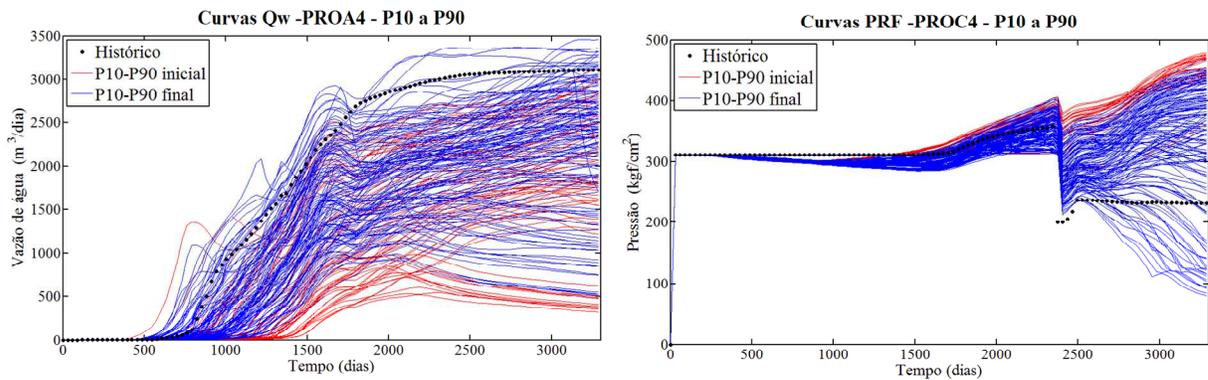 Curvas Qw -PROA4 - P10 a P90
3500
3000
2500
2000
1500
1000
500
0
Vazão de água (m³/dia)
Histórico
P10-P90 inicial
P10-P90 final
0 500 1000 1500 2000 2500 3000
Tempo (dias)
Curvas PRF -PROC4 - P10 a P90
500
400
300
200
100
0
Pressão (kgf/cm²)
Histórico
P10-P90 inicial
P10-P90 final
0 500 1000 1500 2000 2500 3000
Tempo (dias)